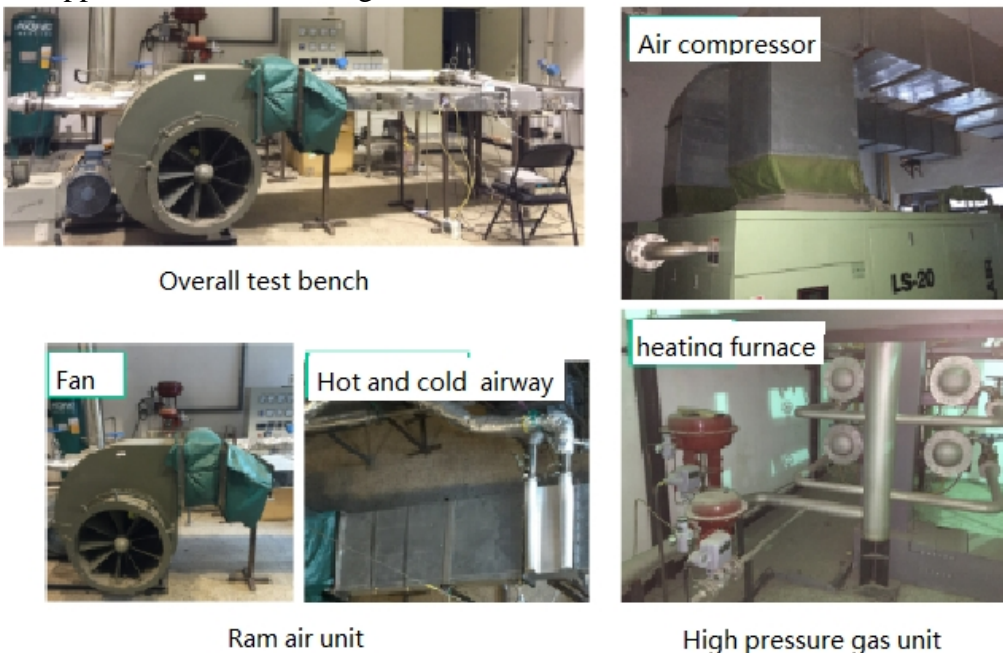 Air compressor
LS-20
Overall test bench
heating furnace
Fan
Hot and cold airway
Ram air unit
High pressure gas unit